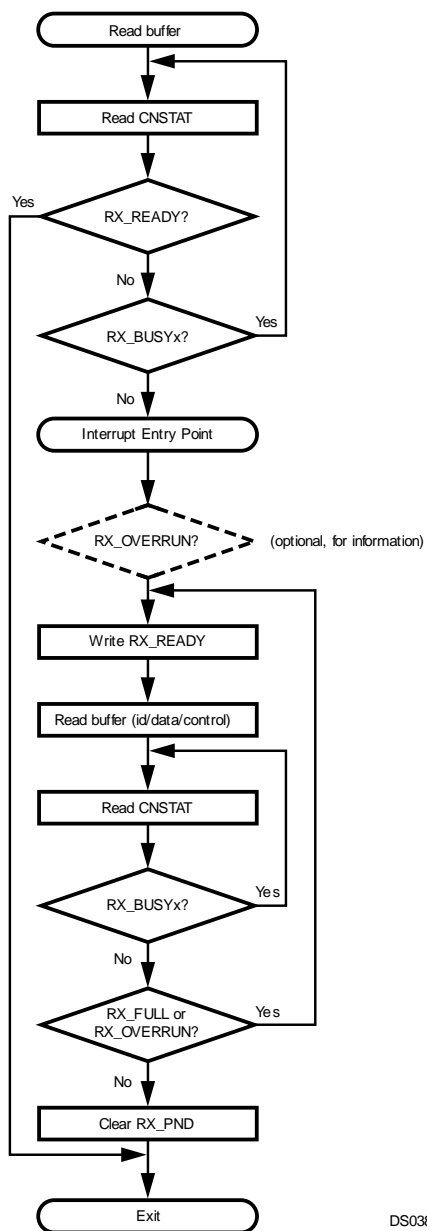 Read buffer
Read CNSTAT
Yes
RX_READY?
No
RX_BUSYx?
Yes
No
Interrupt Entry Point
RX_OVERRUN?
(optional, for information)
Write RX_READY
Read buffer (id/data/control)
Read CNSTAT
RX_BUSYx?
Yes
No
RX_FULL or
RX_OVERRUN?
Yes
No
Clear RX_PND
Exit